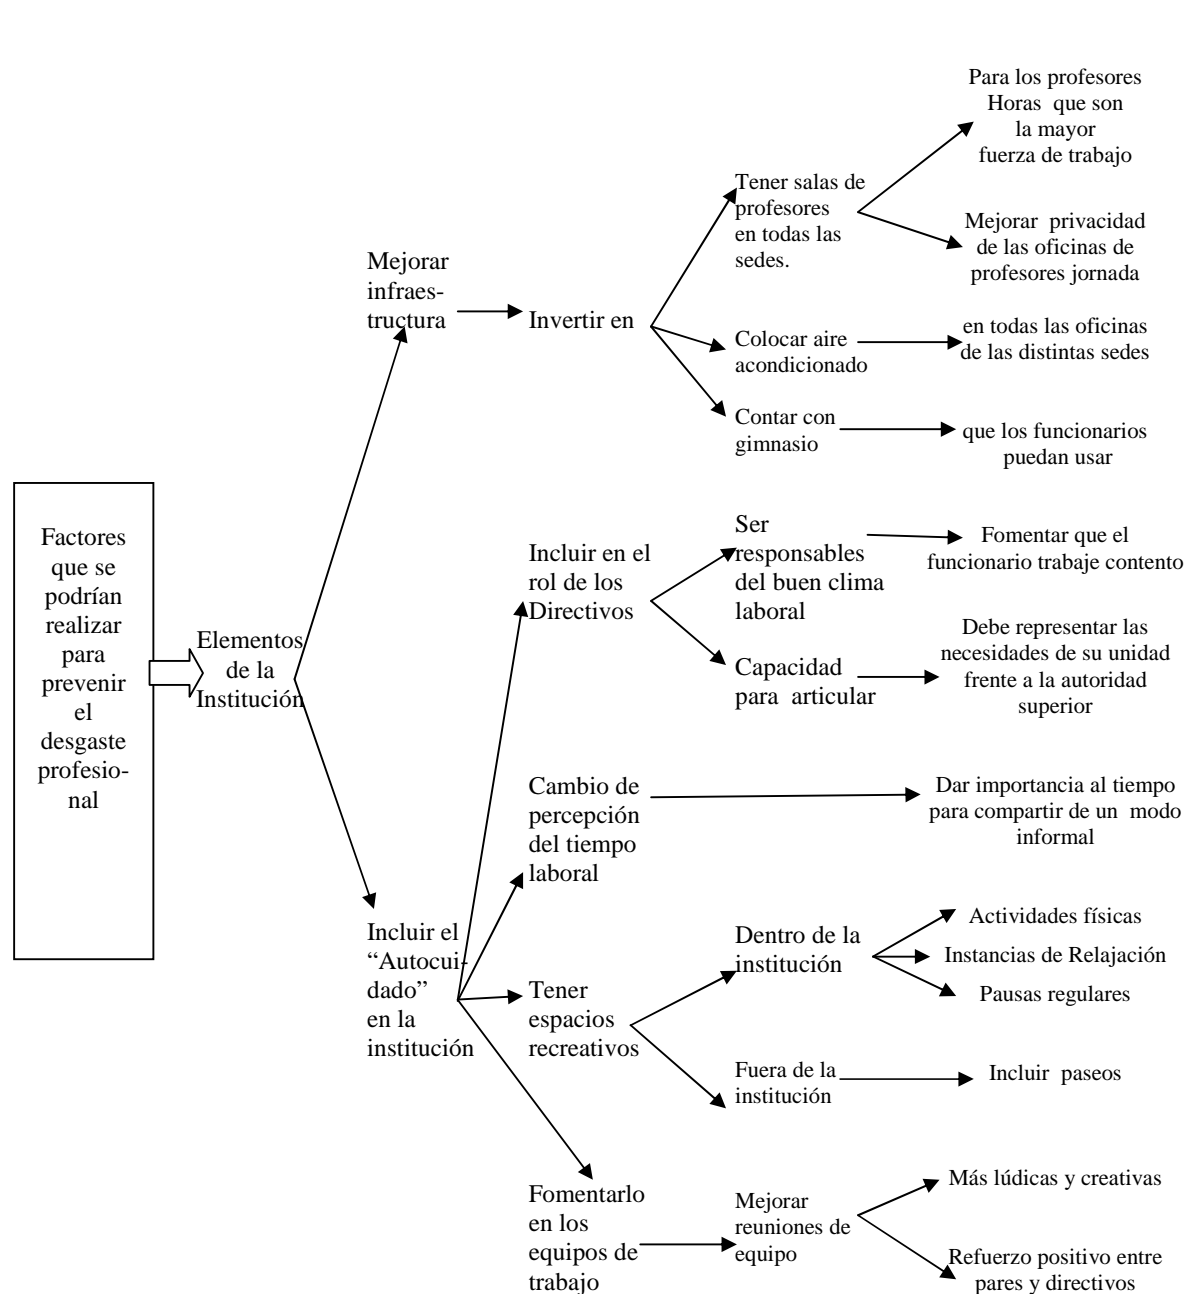 Factores
que se
podrían
realizar
para
prevenir
el
desgaste
profesio-
nal
Elementos
de la
Institución
Mejorar
infraes-
tructura
Invertir en
Tener salas de
profesores
en todas las
sedes.
Para los profesores
Horas que son
la mayor
fuerza de trabajo
Mejorar privacidad
de las oficinas de
profesores jornada
Colocar aire
acondicionado
en todas las oficinas
de las distintas sedes
Contar con
gimnasio
que los funcionarios
puedan usar
Incluir el
“Autocui-
dado”
en la
institución
Incluir en el
rol de los
Directivos
Ser
responsables
del buen clima
laboral
Fomentar que el
funcionario trabaje contento
Capacidad
para articular
Debe representar las
necesidades de su unidad
frente a la autoridad
superior
Cambio de
percepción
del tiempo
laboral
Dar importancia al tiempo
para compartir de un modo
informal
Tener
espacios
recreativos
Dentro de la
institución
Actividades físicas
Instancias de Relajación
Pausas regulares
Fuera de la
institución
Incluir paseos
Fomentarlo
en los
equipos de
trabajo
Mejorar
reuniones de
equipo
Más lúdicas y creativas
Refuerzo positivo entre
pares y directivos